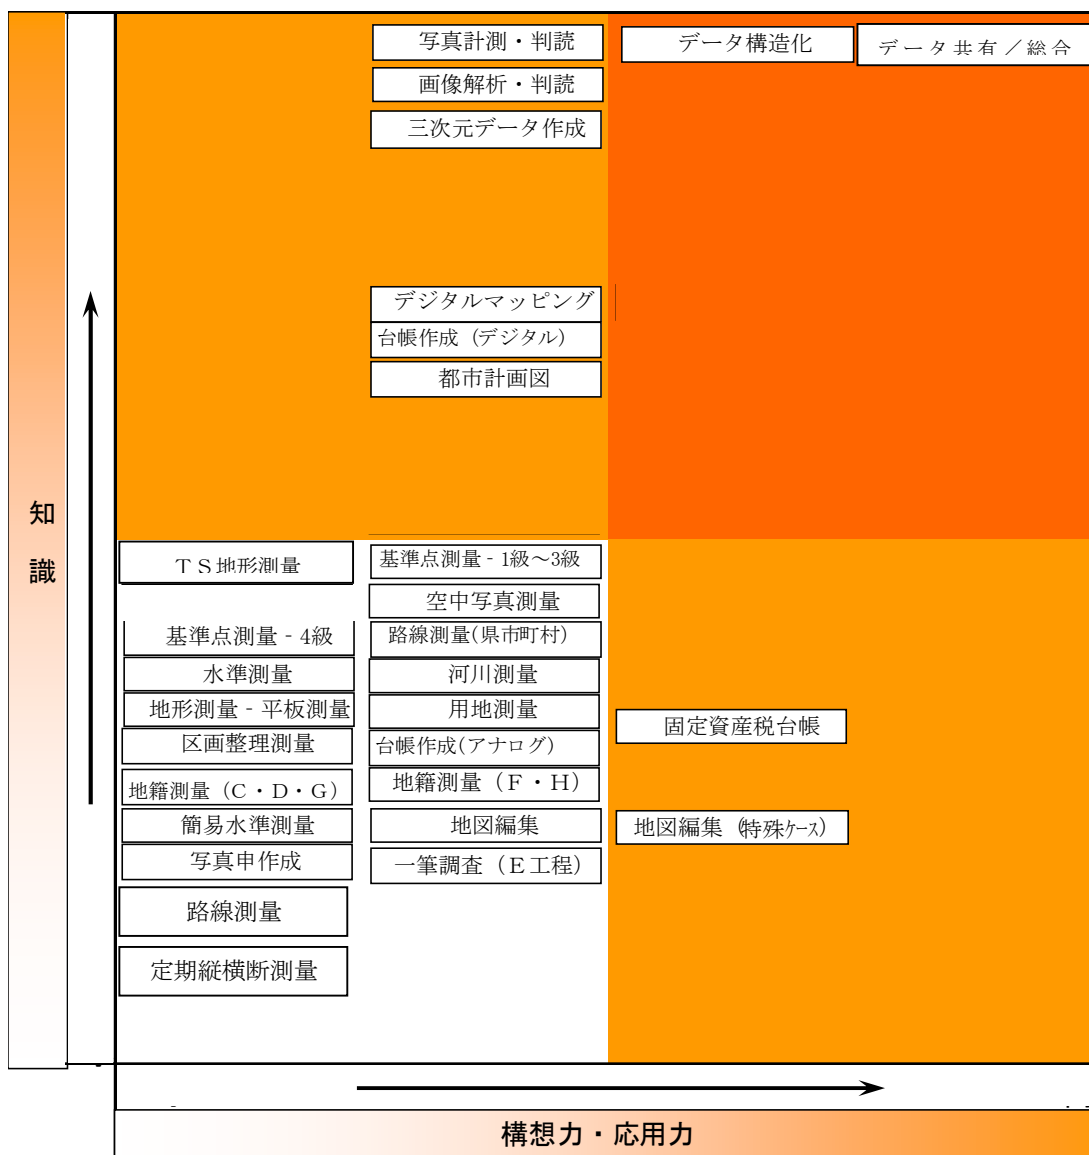 写真計測・判読
データ構造化
データ共有／総合
画像解析・判読
三次元データ作成
デジタルマッピング
台帳作成（デジタル）
都市計画図
知
識
ＴＳ地形測量
基準点測量‐1級～3級
空中写真測量
基準点測量‐4級
路線測量(県市町村)
水準測量
河川測量
地形測量‐平板測量
用地測量
固定資産税台帳
区画整理測量
台帳作成(アナログ)
地籍測量（Ｃ・Ｄ・Ｇ）
地籍測量（Ｆ・Ｈ）
簡易水準測量
地図編集
地図編集（特殊ｹｰｽ）
写真申作成
一筆調査（Ｅ工程）
路線測量
定期縦横断測量
構想力・応用力